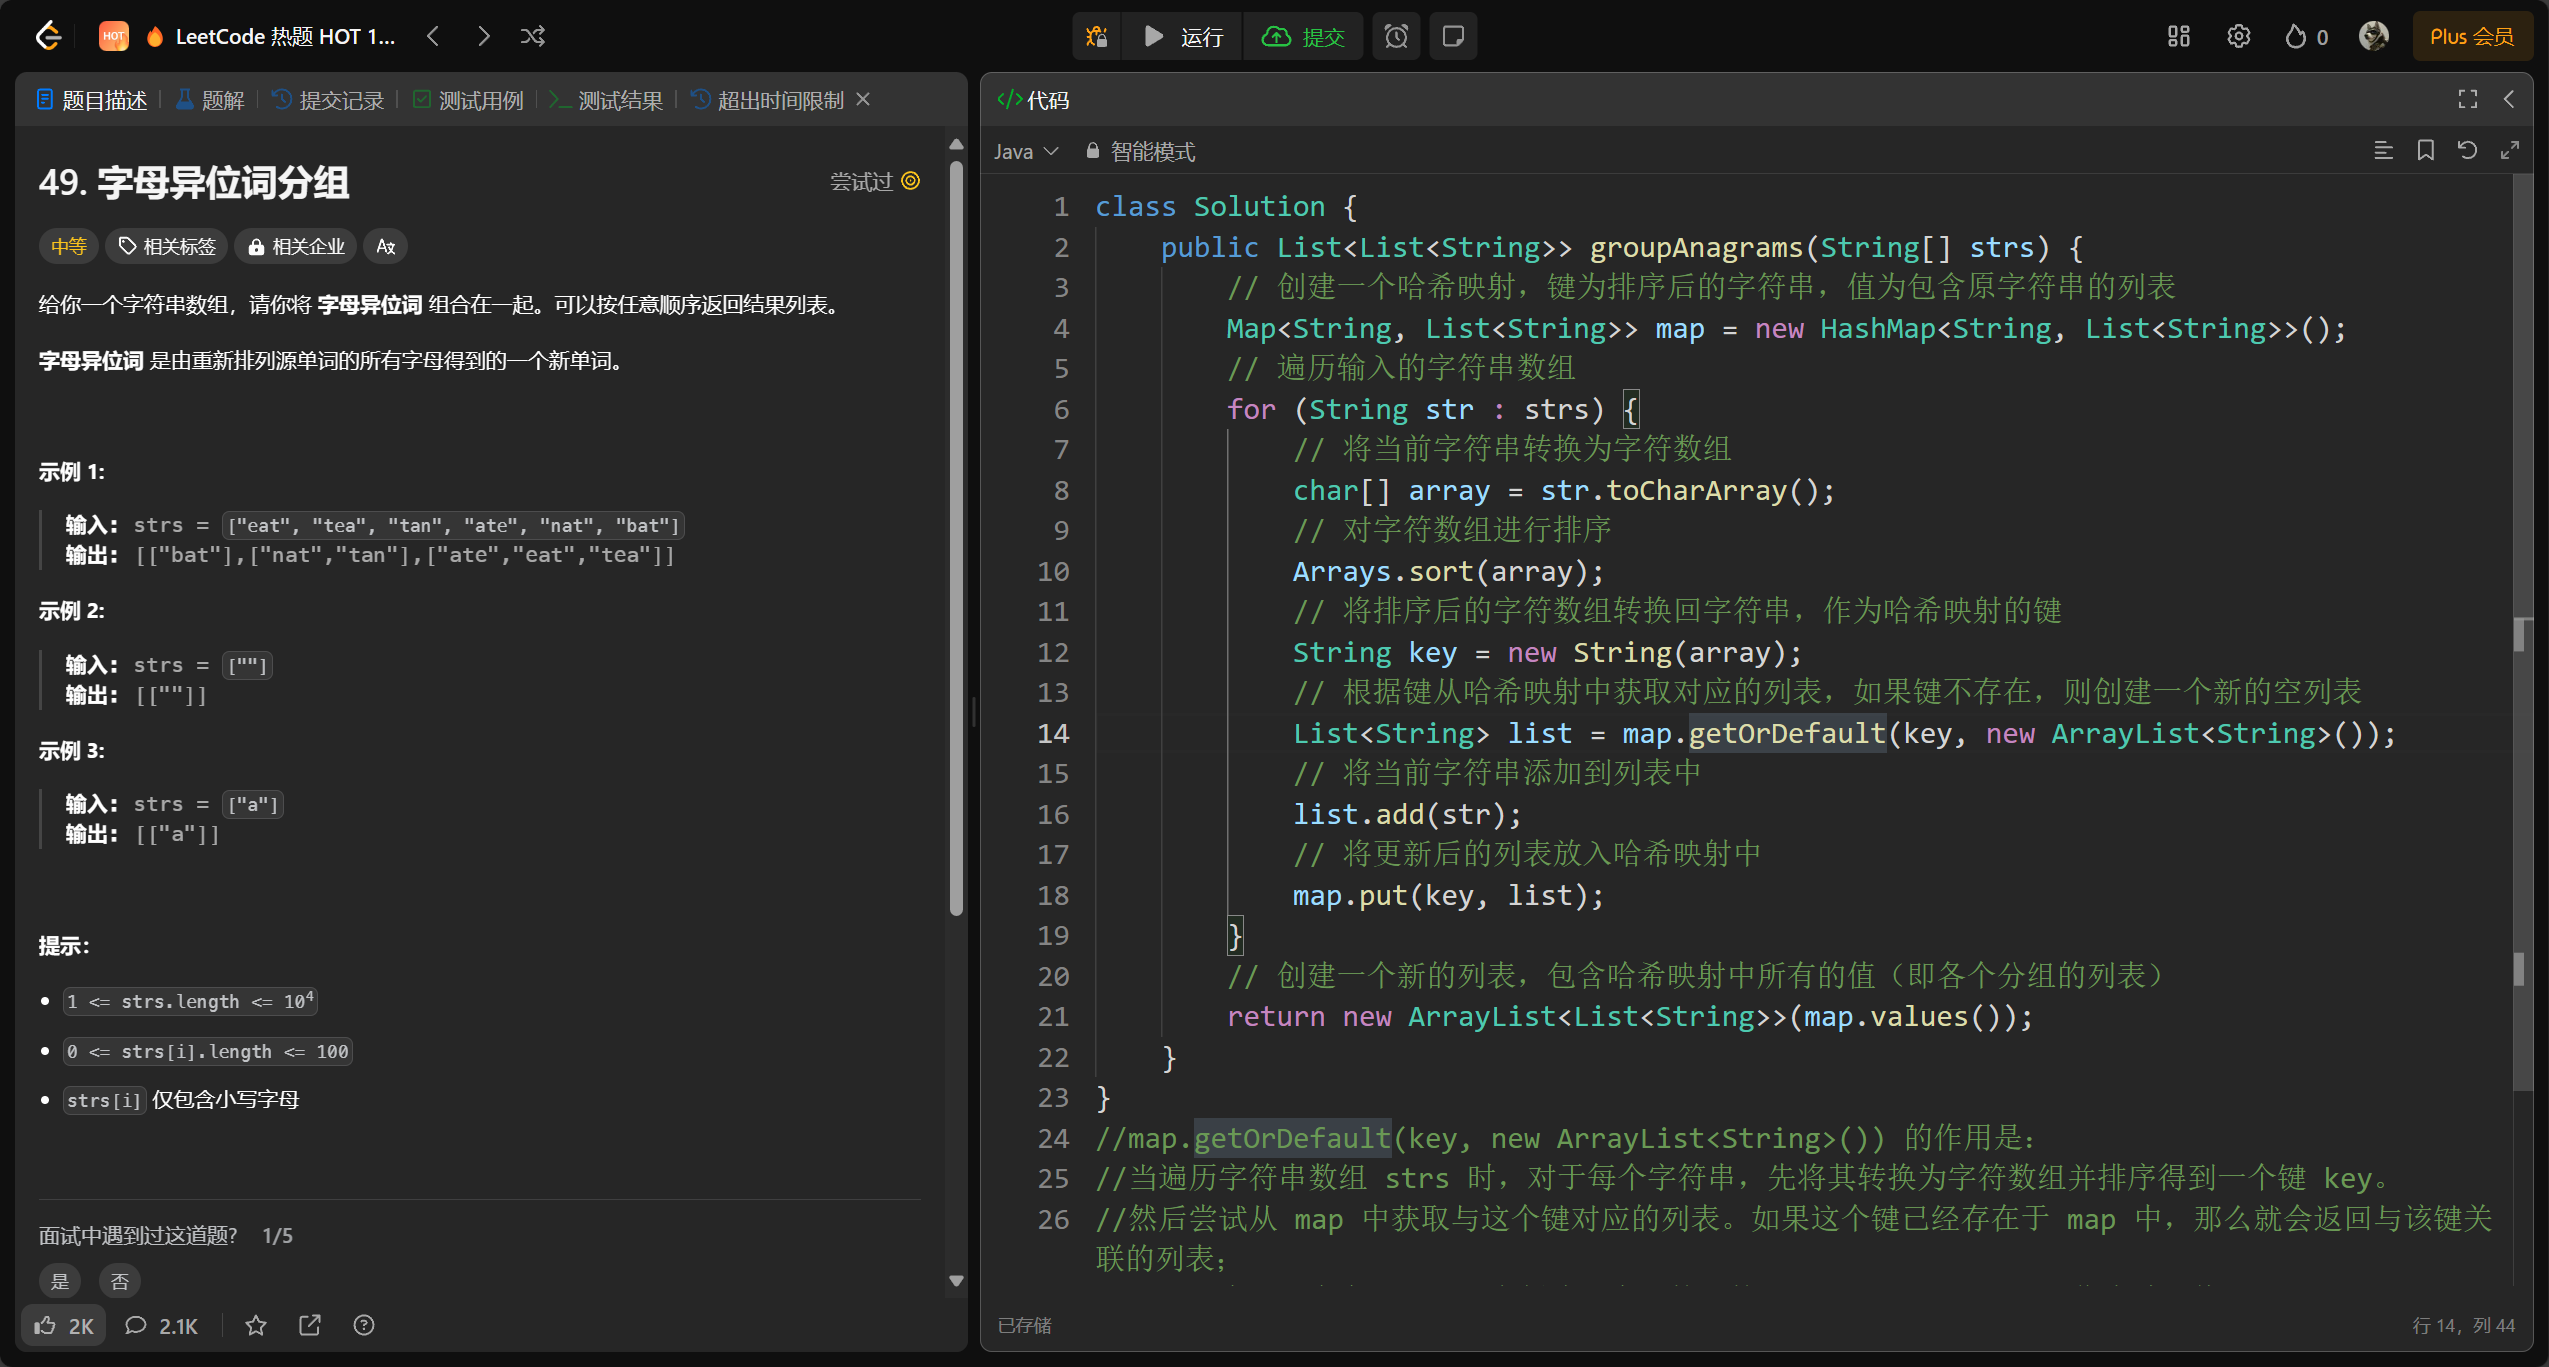 HOT LeetCode 热题 HOT 1... 运行 提交 0 Plus 会员
题目描述 题解 提交记录 测试用例 测试结果 超出时间限制
49. 字母异位词分组 尝试过
中等 相关标签 相关企业
给你一个字符串数组，请你将 字母异位词 组合在一起。可以按任意顺序返回结果列表。
字母异位词 是由重新排列源单词的所有字母得到的一个新单词。
示例 1:
输入: strs = ["eat", "tea", "tan", "ate", "nat", "bat"]
输出: [["bat"],["nat","tan"],["ate","eat","tea"]]
示例 2:
输入: strs = [""]
输出: [[""]]
示例 3:
输入: strs = ["a"]
输出: [["a"]]
提示：
1 <= strs.length <= 10⁴
0 <= strs[i].length <= 100
strs[i] 仅包含小写字母
面试中遇到过这道题? 1/5
是 否
2K 2.1K
</>代码
Java 智能模式
1 class Solution {
2 public List<List<String>> groupAnagrams(String[] strs) {
3 // 创建一个哈希映射，键为排序后的字符串，值为包含原字符串的列表
4 Map<String, List<String>> map = new HashMap<String, List<String>>();
5 // 遍历输入的字符串数组
6 for (String str : strs) {
7 // 将当前字符串转换为字符数组
8 char[] array = str.toCharArray();
9 // 对字符数组进行排序
10 Arrays.sort(array);
11 // 将排序后的字符数组转换回字符串，作为哈希映射的键
12 String key = new String(array);
13 // 根据键从哈希映射中获取对应的列表，如果键不存在，则创建一个新的空列表
14 List<String> list = map.getOrDefault(key, new ArrayList<String>());
15 // 将当前字符串添加到列表中
16 list.add(str);
17 // 将更新后的列表放入哈希映射中
18 map.put(key, list);
19 }
20 // 创建一个新的列表，包含哈希映射中所有的值（即各个分组的列表）
21 return new ArrayList<List<String>>(map.values());
22 }
23 }
24 //map.getOrDefault(key, new ArrayList<String>()) 的作用是：
25 //当遍历字符串数组 strs 时，对于每个字符串，先将其转换为字符数组并排序得到一个键 key。
26 //然后尝试从 map 中获取与这个键对应的列表。如果这个键已经存在于 map 中，那么就会返回与该键关
联的列表；
已存储 行 14，列 44